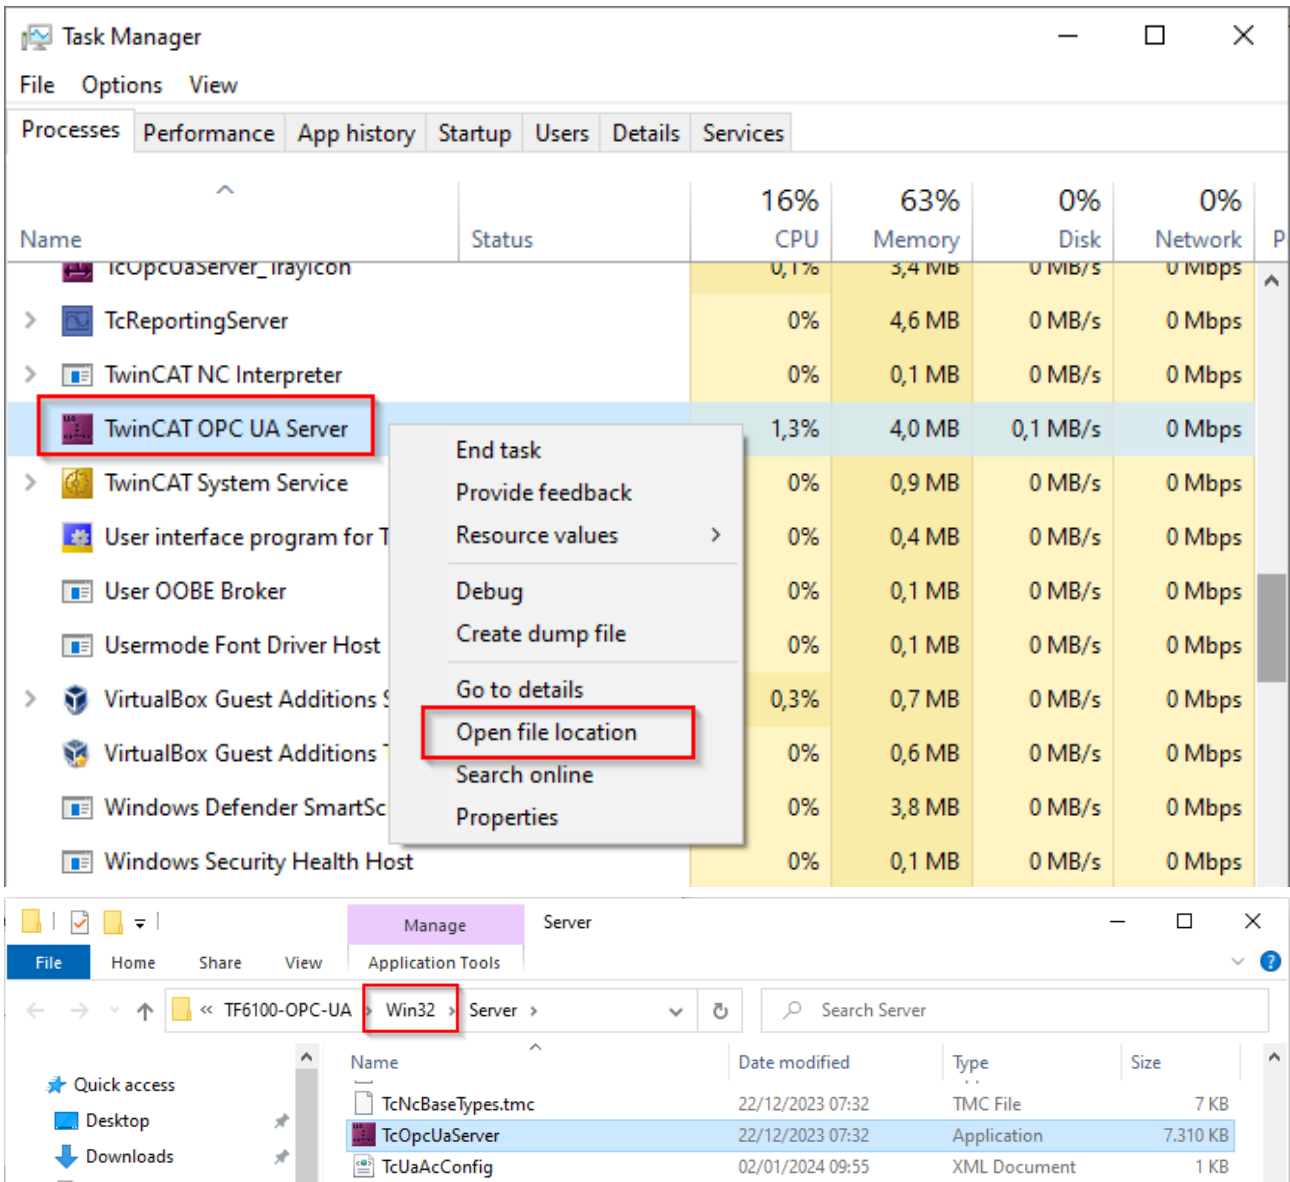 Task Manager
File Options View
Processes Performance App history Startup Users Details Services
16% 63% 0% 0%
Name Status CPU Memory Disk Network P
TcOpcUaServer_TrayIcon 0,1% 3,4 MB 0 MB/s 0 Mbps
TcReportingServer 0% 4,6 MB 0 MB/s 0 Mbps
TwinCAT NC Interpreter 0% 0,1 MB 0 MB/s 0 Mbps
TwinCAT OPC UA Server 1,3% 4,0 MB 0,1 MB/s 0 Mbps
End task
TwinCAT System Service 0% 0,9 MB 0 MB/s 0 Mbps
Provide feedback
User interface program for T 0% 0,4 MB 0 MB/s 0 Mbps
Resource values
User OOBE Broker 0% 0,1 MB 0 MB/s 0 Mbps
Debug
Create dump file
Usermode Font Driver Host 0% 0,1 MB 0 MB/s 0 Mbps
Go to details
VirtualBox Guest Additions S 0,3% 0,7 MB 0 MB/s 0 Mbps
Open file location
VirtualBox Guest Additions T 0% 0,6 MB 0 MB/s 0 Mbps
Search online
Windows Defender SmartSc 0% 3,8 MB 0 MB/s 0 Mbps
Properties
Windows Security Health Host 0% 0,1 MB 0 MB/s 0 Mbps
Manage Server
File Home Share View Application Tools
« TF6100-OPC-UA > Win32 > Server > Search Server
Name Date modified Type Size
Quick access
TcNcBaseTypes.tmc 22/12/2023 07:32 TMC File 7 KB
Desktop
TcOpcUaServer 22/12/2023 07:32 Application 7.310 KB
Downloads
TcUaAcConfig 02/01/2024 09:55 XML Document 1 KB